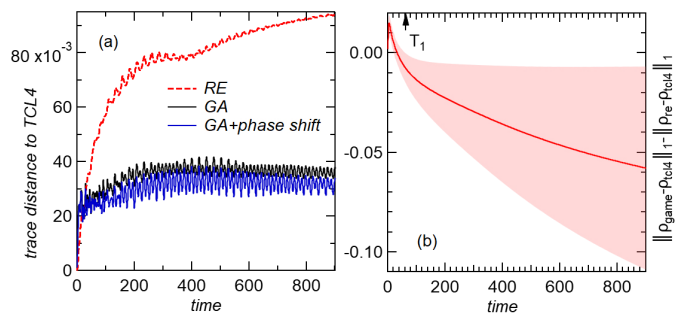 (a)
80 x10⁻³
60
40
20
0
trace distance to TCL4
RE
GA
GA+phase shift
0 200 400 600 800
time
0.00
-0.05
-0.10
T₁
(b)
0 200 400 600 800
time
‖ρgame-ρtcl4‖₁-‖ρre-ρtcl4‖₁